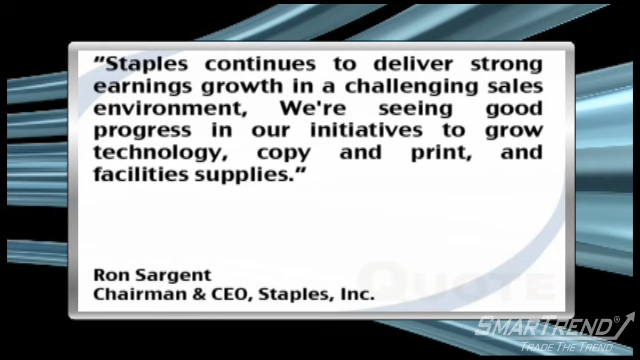 "Staples continues to deliver strong
earnings growth in a challenging sales
environment, We're seeing good
progress in our initiatives to grow
technology, copy and print, and
facilities supplies."
Ron Sargent
Chairman & CEO, Staples, Inc.
QUOTE
SMARTREND®
TRADE THE TREND